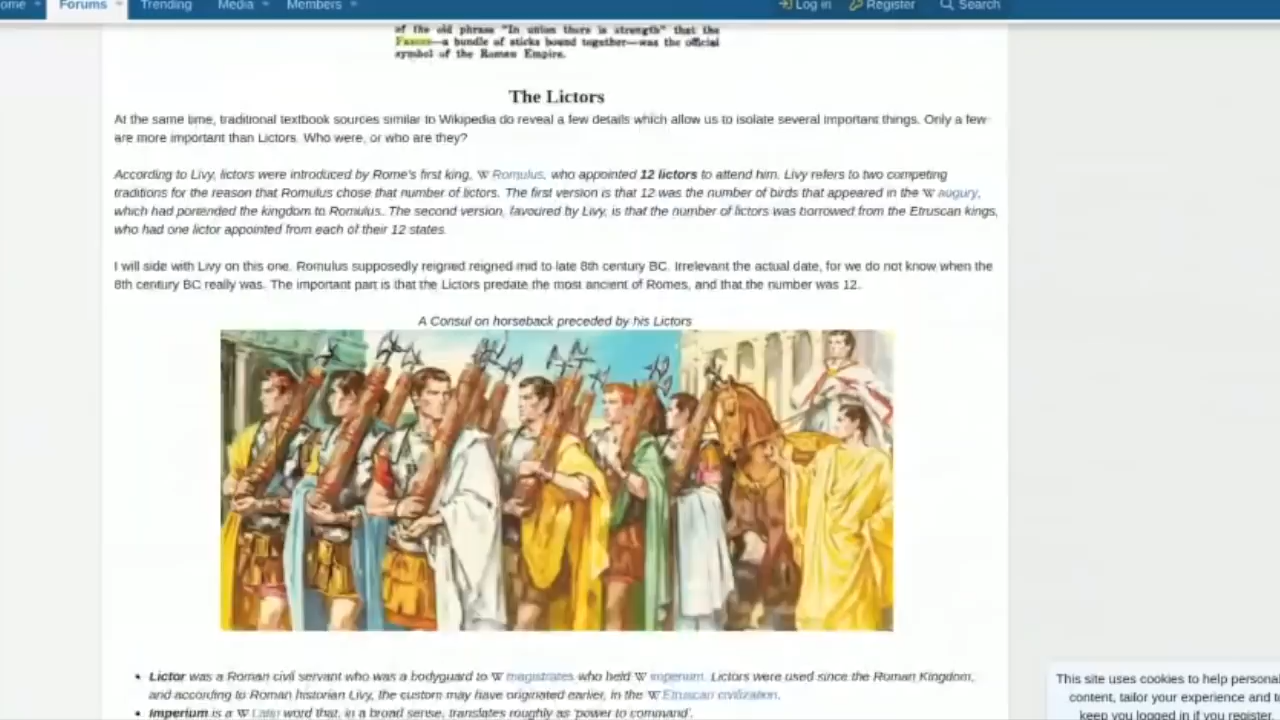 ome Forums Trending Media Members Log in Register Search
of the old phrase "In union there is strength" that the
Fasces—a bundle of sticks bound together—was the official
symbol of the Roman Empire.
The Lictors
At the same time, traditional textbook sources similar to Wikipedia do reveal a few details which allow us to isolate several important things. Only a few
are more important than Lictors. Who were, or who are they?
According to Livy, lictors were introduced by Rome's first king, W Romulus, who appointed 12 lictors to attend him. Livy refers to two competing
traditions for the reason that Romulus chose that number of lictors. The first version is that 12 was the number of birds that appeared in the W augury,
which had portended the kingdom to Romulus. The second version, favoured by Livy, is that the number of lictors was borrowed from the Etruscan kings,
who had one lictor appointed from each of their 12 states.
I will side with Livy on this one. Romulus supposedly reigned reigned mid to late 8th century BC. Irrelevant the actual date, for we do not know when the
8th century BC really was. The important part is that the Lictors predate the most ancient of Romes, and that the number was 12.
A Consul on horseback preceded by his Lictors
• Lictor was a Roman civil servant who was a bodyguard to W magistrates who held W imperium. Lictors were used since the Roman Kingdom,
and according to Roman historian Livy, the custom may have originated earlier, in the W Etruscan civilization.
• Imperium is a W Latin word that, in a broad sense, translates roughly as 'power to command'.
This site uses cookies to help personal
content, tailor your experience and t
keep you logged in if you register